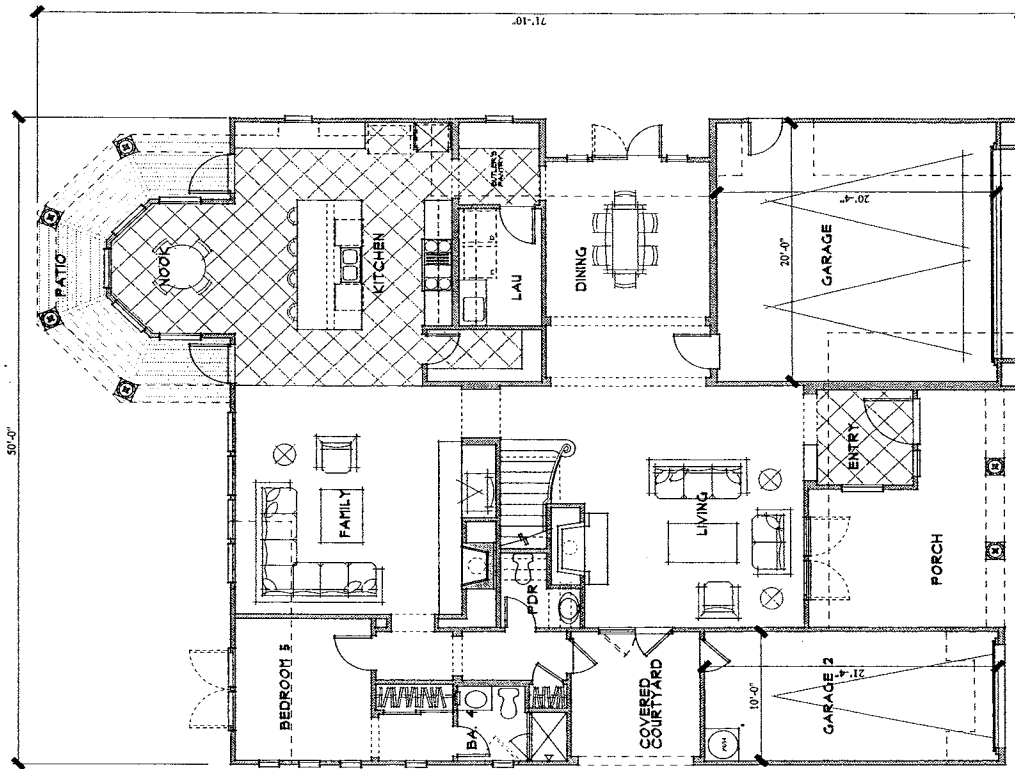 71'-10"
50'-0"
PATIO
NOOK
KITCHEN
BUTLER'S
PANTRY
LAU
DINING
20'-4"
20'-0"
GARAGE
FAMILY
LIVING
ENTRY
PORCH
PDR
BEDROOM 5
BA. 4
COVERED
COURTYARD
21'-4"
10'-0"
GARAGE 2